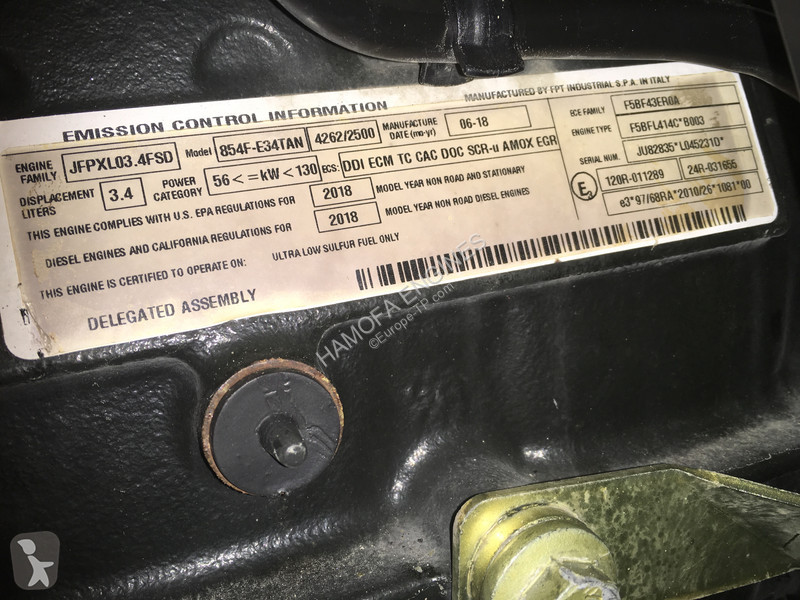 EMISSION CONTROL INFORMATION MANUFACTURED BY FPT INDUSTRIAL S.P.A. IN ITALY
ENGINE FAMILY JFPXL03.4FSD Model 854F-E34TAN 4262/2500 MANUFACTURE DATE (mo-yr) 06-18
DISPLACEMENT LITERS 3.4 POWER CATEGORY 56<=kW<130 ECS: DDI ECM TC CAC DOC SCR-u AMOX EGR
THIS ENGINE COMPLIES WITH U.S. EPA REGULATIONS FOR 2018 MODEL YEAR NON ROAD AND STATIONARY
DIESEL ENGINES AND CALIFORNIA REGULATIONS FOR 2018 MODEL YEAR NON ROAD DIESEL ENGINES
THIS ENGINE IS CERTIFIED TO OPERATE ON: ULTRA LOW SULFUR FUEL ONLY
DELEGATED ASSEMBLY
ECE FAMILY F5BF43ER0A
ENGINE TYPE F5BFL414C*B003
SERIAL NUM. JU82835*L0452310*
120R-011289 24R-031655
e3*97/68RA*2010/26*1081*00
HAMOFA ENGINES
©Europe-TP.com